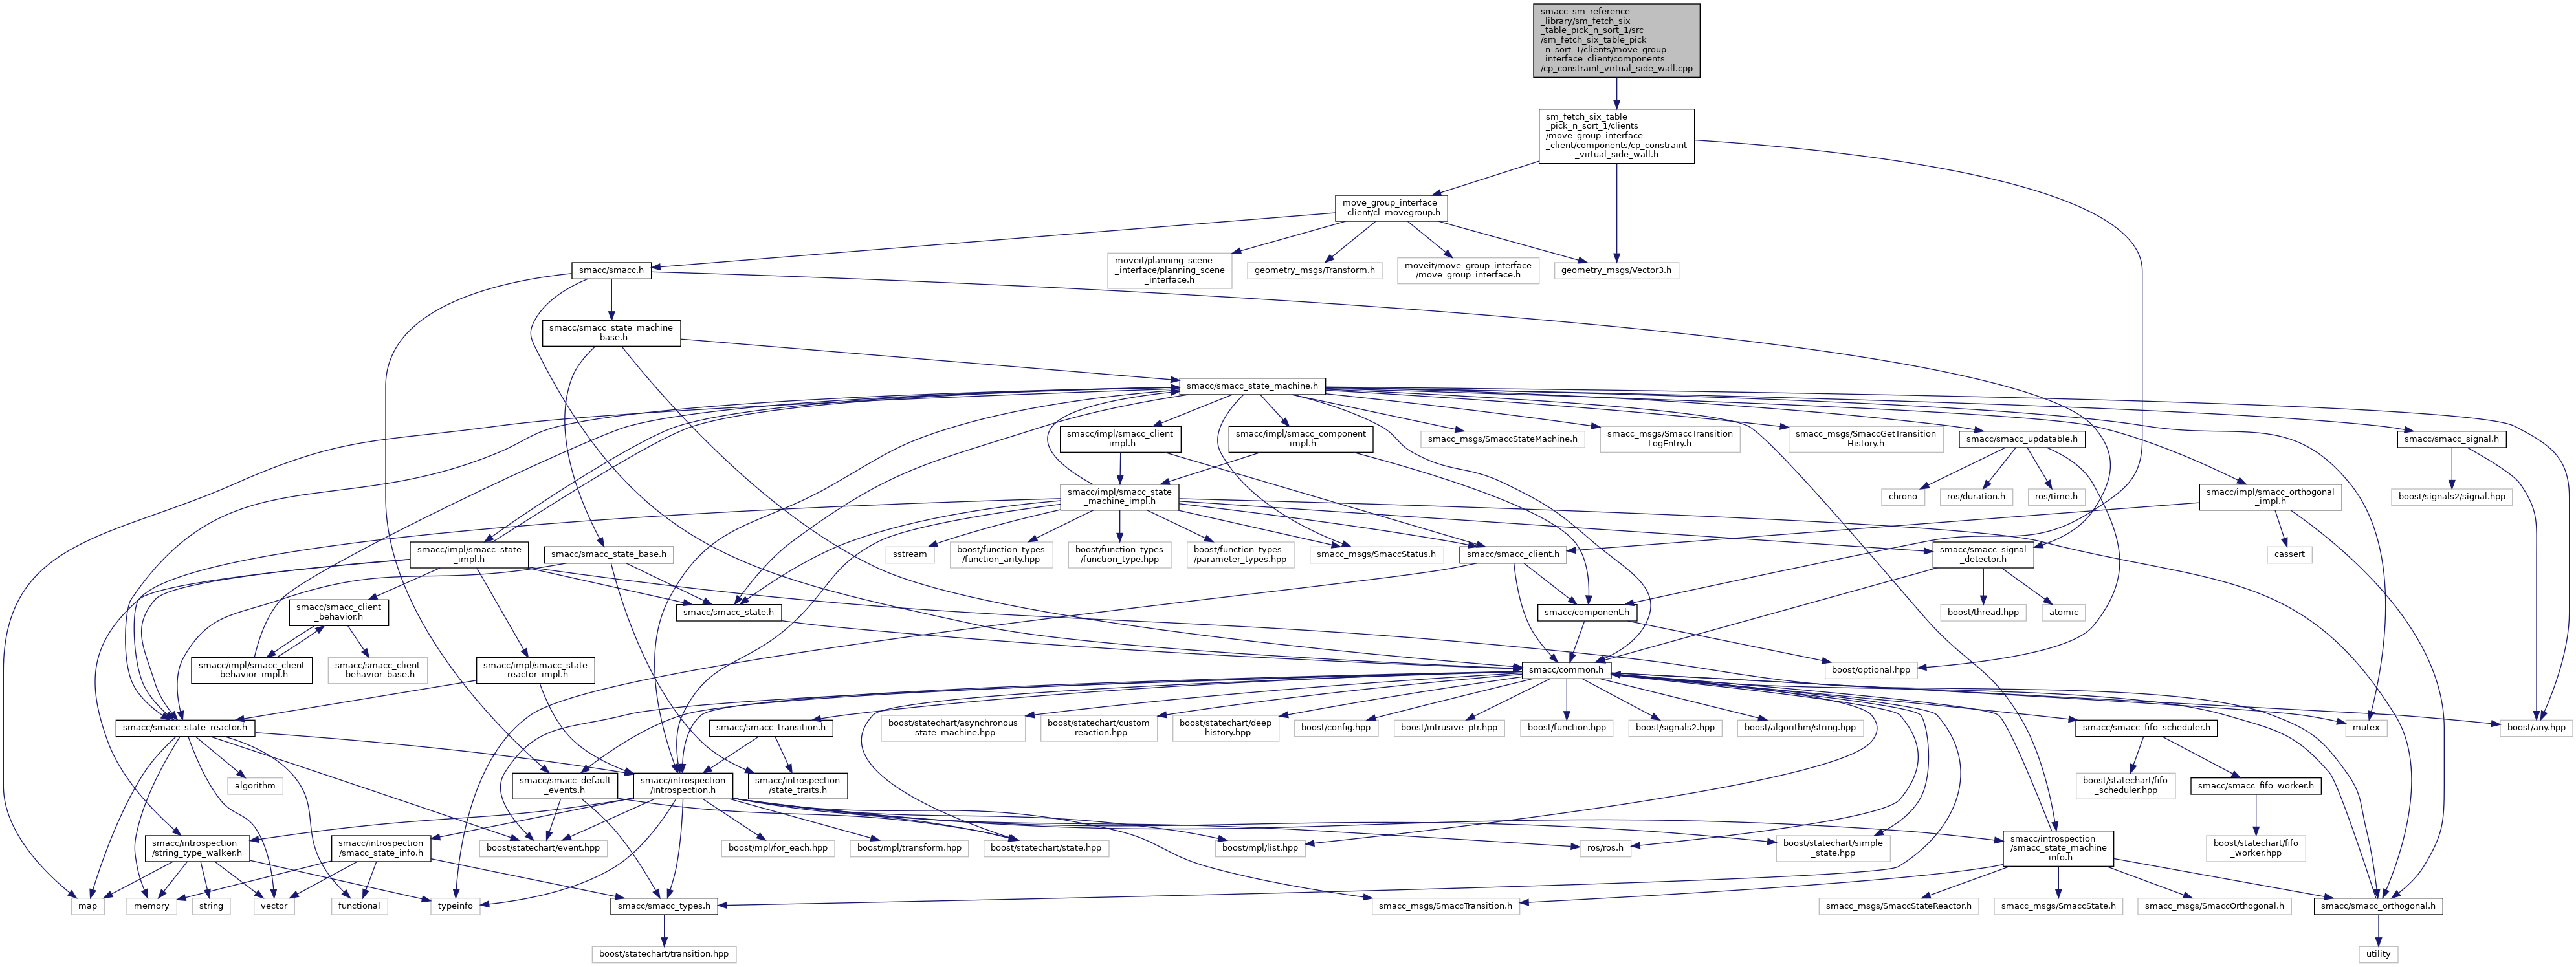 smacc_sm_reference
_library/sm_fetch_six
_table_pick_n_sort_1/src
/sm_fetch_six_table_pick
_n_sort_1/clients/move_group
_interface_client/components
/cp_constraint_virtual_side_wall.cpp
sm_fetch_six_table
_pick_n_sort_1/clients
/move_group_interface
_client/components/cp_constraint
_virtual_side_wall.h
move_group_interface
_client/cl_movegroup.h
smacc/smacc.h
moveit/planning_scene
_interface/planning_scene
_interface.h
geometry_msgs/Transform.h
moveit/move_group_interface
/move_group_interface.h
geometry_msgs/Vector3.h
smacc/smacc_state_machine
_base.h
smacc/smacc_state_machine.h
smacc/impl/smacc_client
_impl.h
smacc/impl/smacc_component
_impl.h
smacc_msgs/SmaccStateMachine.h
smacc_msgs/SmaccTransition
LogEntry.h
smacc_msgs/SmaccGetTransition
History.h
smacc/smacc_updatable.h
smacc/smacc_signal.h
smacc/impl/smacc_state
_machine_impl.h
chrono
ros/duration.h
ros/time.h
smacc/impl/smacc_orthogonal
_impl.h
boost/signals2/signal.hpp
smacc/impl/smacc_state
_impl.h
smacc/smacc_state_base.h
sstream
boost/function_types
/function_arity.hpp
boost/function_types
/function_type.hpp
boost/function_types
/parameter_types.hpp
smacc_msgs/SmaccStatus.h
smacc/smacc_client.h
smacc/smacc_signal
_detector.h
cassert
smacc/smacc_client
_behavior.h
smacc/smacc_state.h
smacc/component.h
boost/thread.hpp
atomic
smacc/impl/smacc_client
_behavior_impl.h
smacc/smacc_client
_behavior_base.h
smacc/impl/smacc_state
_reactor_impl.h
smacc/common.h
boost/optional.hpp
smacc/smacc_state_reactor.h
smacc/smacc_transition.h
boost/statechart/asynchronous
_state_machine.hpp
boost/statechart/custom
_reaction.hpp
boost/statechart/deep
_history.hpp
boost/config.hpp
boost/intrusive_ptr.hpp
boost/function.hpp
boost/signals2.hpp
boost/algorithm/string.hpp
smacc/smacc_fifo_scheduler.h
mutex
boost/any.hpp
algorithm
smacc/smacc_default
_events.h
smacc/introspection
/introspection.h
smacc/introspection
/state_traits.h
boost/statechart/fifo
_scheduler.hpp
smacc/smacc_fifo_worker.h
smacc/introspection
/string_type_walker.h
smacc/introspection
/smacc_state_info.h
boost/statechart/event.hpp
boost/mpl/for_each.hpp
boost/mpl/transform.hpp
boost/statechart/state.hpp
boost/mpl/list.hpp
ros/ros.h
boost/statechart/simple
_state.hpp
smacc/introspection
/smacc_state_machine
_info.h
boost/statechart/fifo
_worker.hpp
map
memory
string
vector
functional
typeinfo
smacc/smacc_types.h
smacc_msgs/SmaccTransition.h
smacc_msgs/SmaccStateReactor.h
smacc_msgs/SmaccState.h
smacc_msgs/SmaccOrthogonal.h
smacc/smacc_orthogonal.h
boost/statechart/transition.hpp
utility